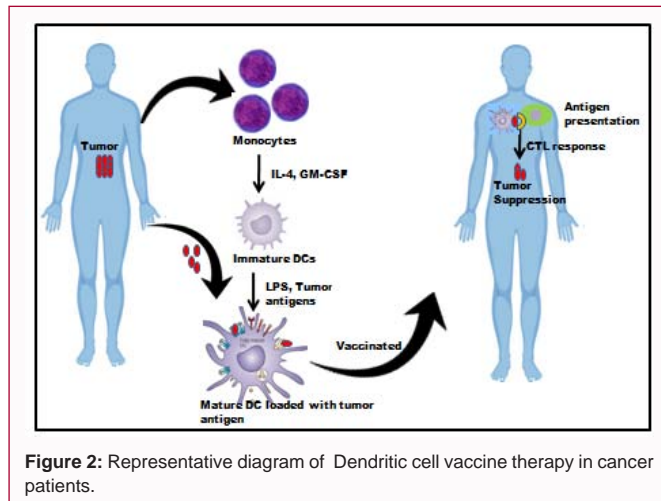 Tumor
Monocytes
IL-4, GM-CSF
Immature DCs
LPS, Tumor
antigens
Mature DC loaded with tumor
antigen
Vaccinated
Antigen
presentation
CTL response
Tumor
Suppression
Figure 2: Representative diagram of Dendritic cell vaccine therapy in cancer
patients.